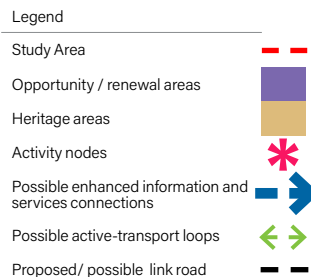 Legend
Study Area
Opportunity / renewal areas
Heritage areas
Activity nodes
Possible enhanced information and
services connections
Possible active-transport loops
Proposed/ possible link road